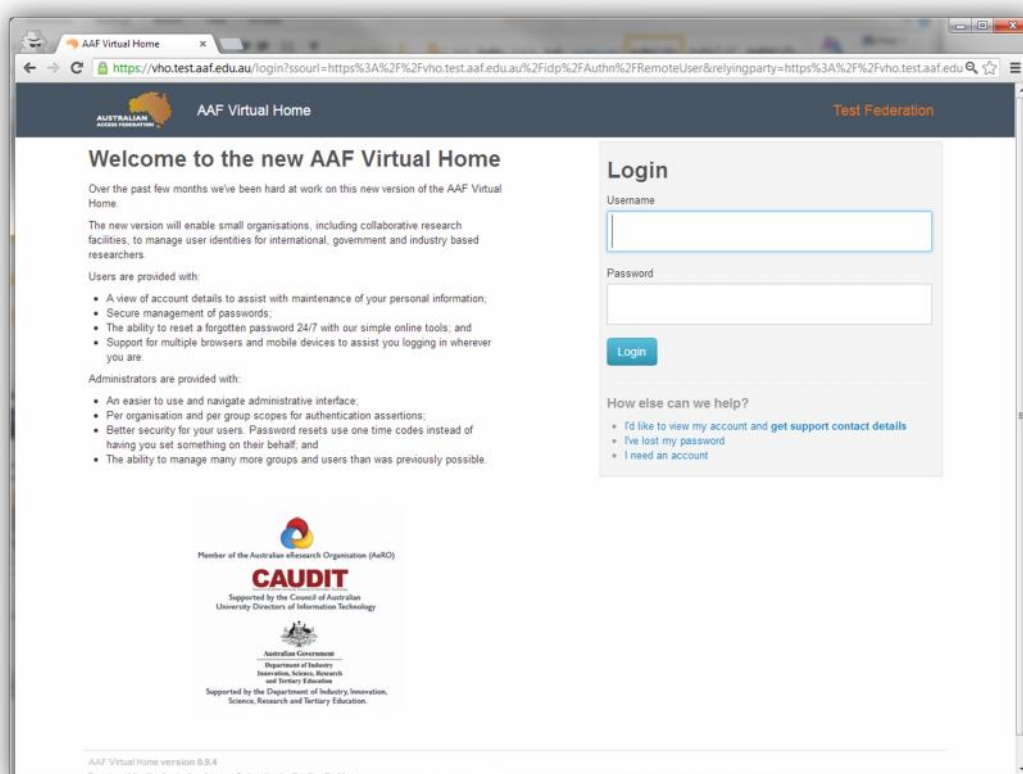 AAF Virtual Home
https://vho.test.aaf.edu.au/login?ssourl=https%3A%2F%2Fvho.test.aaf.edu.au%2Fidp%2FAuthn%2FRemoteUser&relyingparty=https%3A%2F%2Fvho.test.aaf.edu
AUSTRALIAN
ACCESS FEDERATION
AAF Virtual Home
Test Federation
Welcome to the new AAF Virtual Home
Over the past few months we've been hard at work on this new version of the AAF Virtual
Home.
The new version will enable small organisations, including collaborative research
facilities, to manage user identities for international, government and industry based
researchers.
Users are provided with:
• A view of account details to assist with maintenance of your personal information;
• Secure management of passwords;
• The ability to reset a forgotten password 24/7 with our simple online tools; and
• Support for multiple browsers and mobile devices to assist you logging in wherever
you are.
Administrators are provided with:
• An easier to use and navigate administrative interface;
• Per organisation and per group scopes for authentication assertions;
• Better security for your users. Password resets use one time codes instead of
having you set something on their behalf; and
• The ability to manage many more groups and users than was previously possible.
Member of the Australian eResearch Organisation (AeRO)
CAUDIT
Supported by the Council of Australian
University Directors of Information Technology
Australian Government
Department of Industry
Innovation, Science, Research
and Tertiary Education
Supported by the Department of Industry, Innovation,
Science, Research and Tertiary Education.
Login
Username
Password
Login
How else can we help?
• I'd like to view my account and get support contact details
• I've lost my password
• I need an account
AAF Virtual Home version 0.9.4